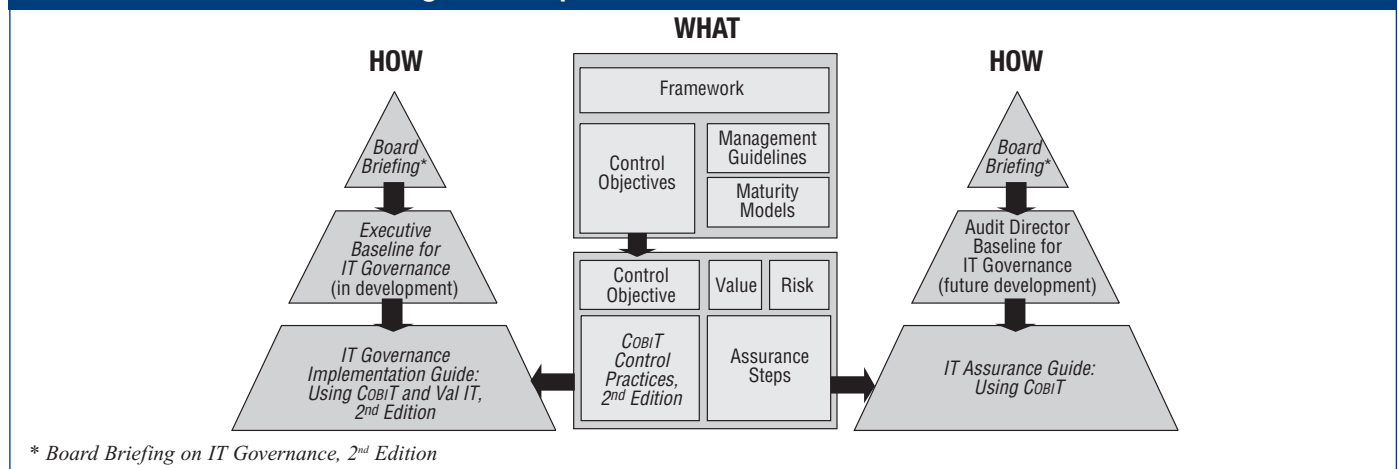 WHAT
HOW
Board
Briefing*
Executive
Baseline for
IT Governance
(in development)
IT Governance
Implementation Guide:
Using COBIT and Val IT,
2nd Edition
Framework
Control
Objectives
Management
Guidelines
Maturity
Models
Control
Objective
Value
Risk
COBIT
Control
Practices,
2nd Edition
Assurance
Steps
HOW
Board
Briefing*
Audit Director
Baseline for
IT Governance
(future development)
IT Assurance Guide:
Using COBIT
* Board Briefing on IT Governance, 2nd Edition